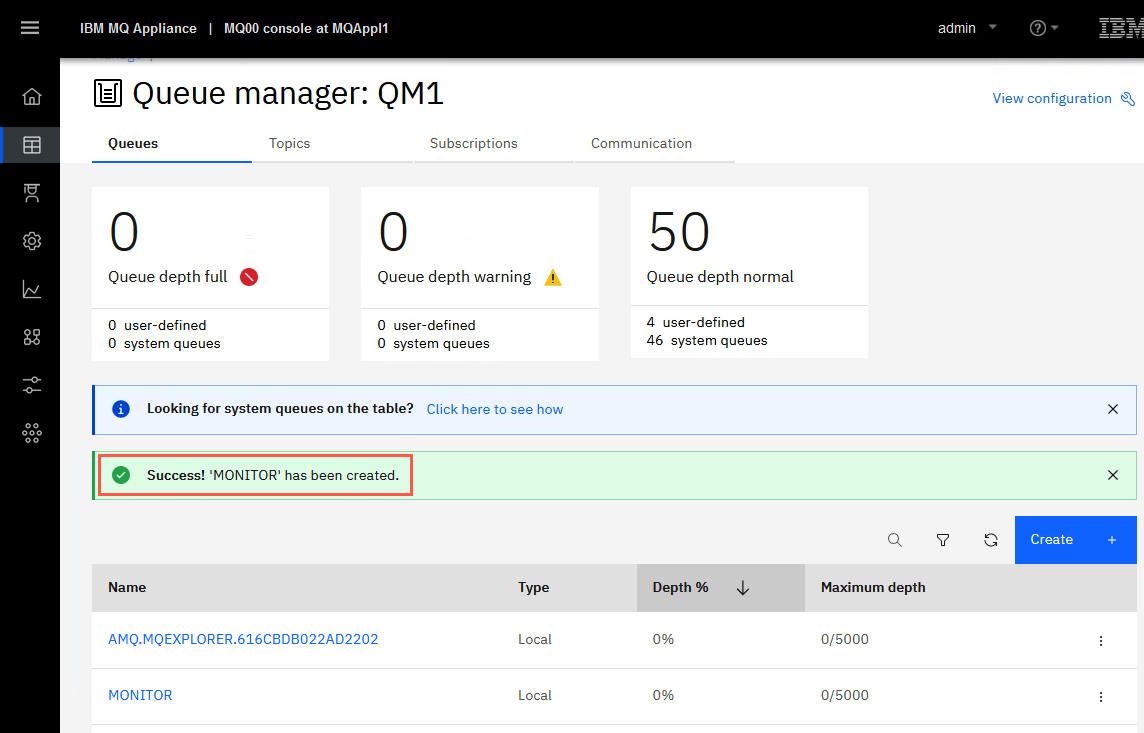 IBM MQ Appliance | MQ00 console at MQAppl1
admin
IBM
Queue manager: QM1
View configuration
Queues Topics Subscriptions Communication
0 0 50
Queue depth full Queue depth warning Queue depth normal
0 user-defined 0 user-defined 4 user-defined
0 system queues 0 system queues 46 system queues
Looking for system queues on the table? Click here to see how
Success! 'MONITOR' has been created.
Create +
Name Type Depth % Maximum depth
AMQ.MQEXPLORER.616CBDB022AD2202 Local 0% 0/5000
MONITOR Local 0% 0/5000